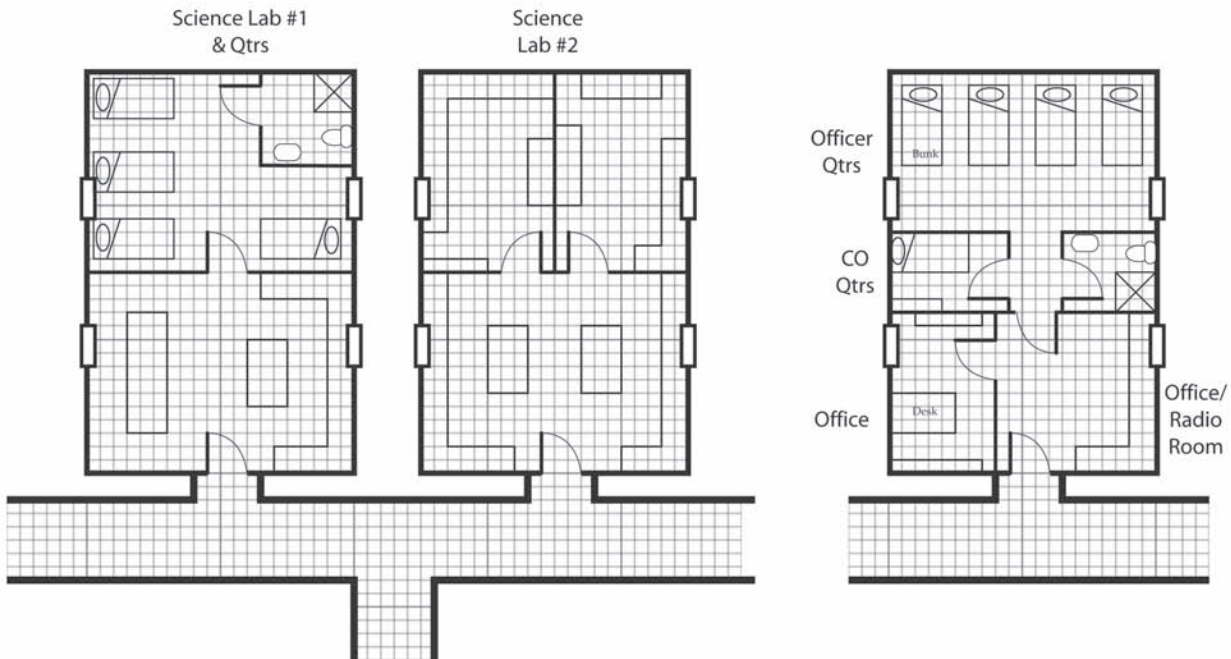 Science Lab #1
& Qtrs
Science
Lab #2
Officer
Qtrs
Bunk
CO
Qtrs
Office
Desk
Office/
Radio
Room